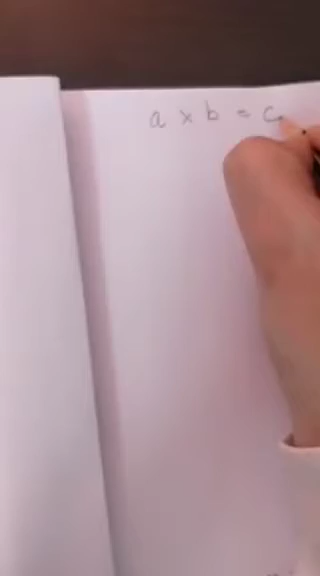 a × b = c